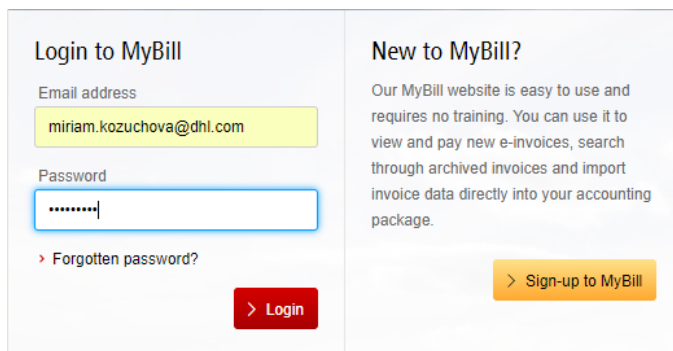 Login to MyBill
Email address
miriam.kozuchova@dhl.com
Password
•••••••••
Forgotten password?
Login
New to MyBill?
Our MyBill website is easy to use and
requires no training. You can use it to
view and pay new e-invoices, search
through archived invoices and import
invoice data directly into your accounting
package.
Sign-up to MyBill